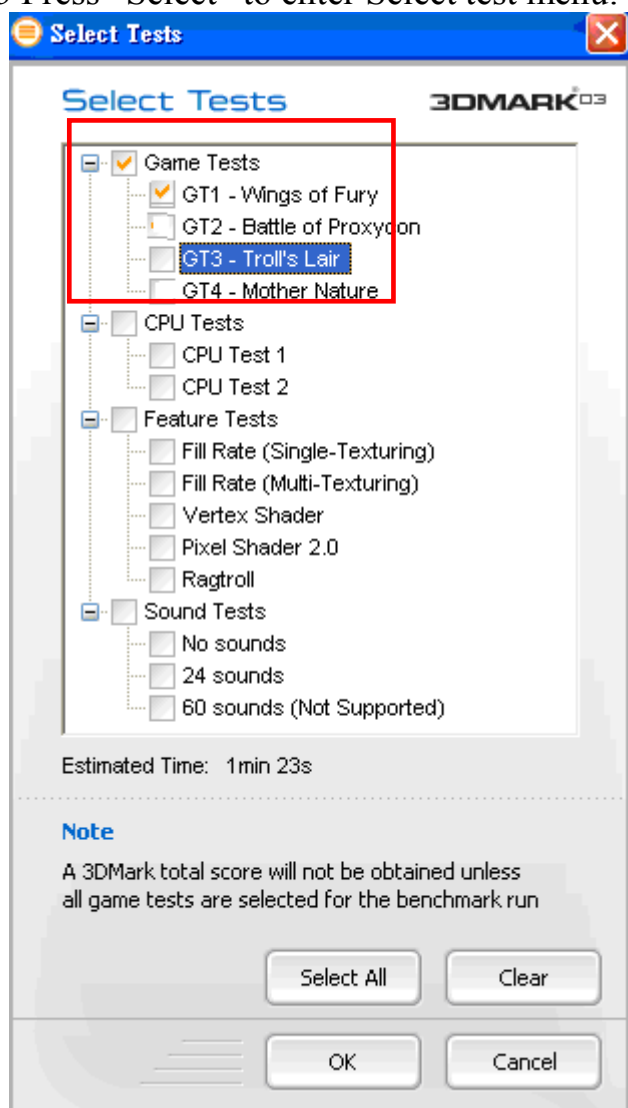 Press "Select" to enter Select test menu.
Select Tests
Select Tests 3DMARK®03
Game Tests
GT1 - Wings of Fury
GT2 - Battle of Proxycon
GT3 - Troll's Lair
GT4 - Mother Nature
CPU Tests
CPU Test 1
CPU Test 2
Feature Tests
Fill Rate (Single-Texturing)
Fill Rate (Multi-Texturing)
Vertex Shader
Pixel Shader 2.0
Ragtroll
Sound Tests
No sounds
24 sounds
60 sounds (Not Supported)
Estimated Time: 1min 23s
Note
A 3DMark total score will not be obtained unless
all game tests are selected for the benchmark run
Select All Clear
OK Cancel